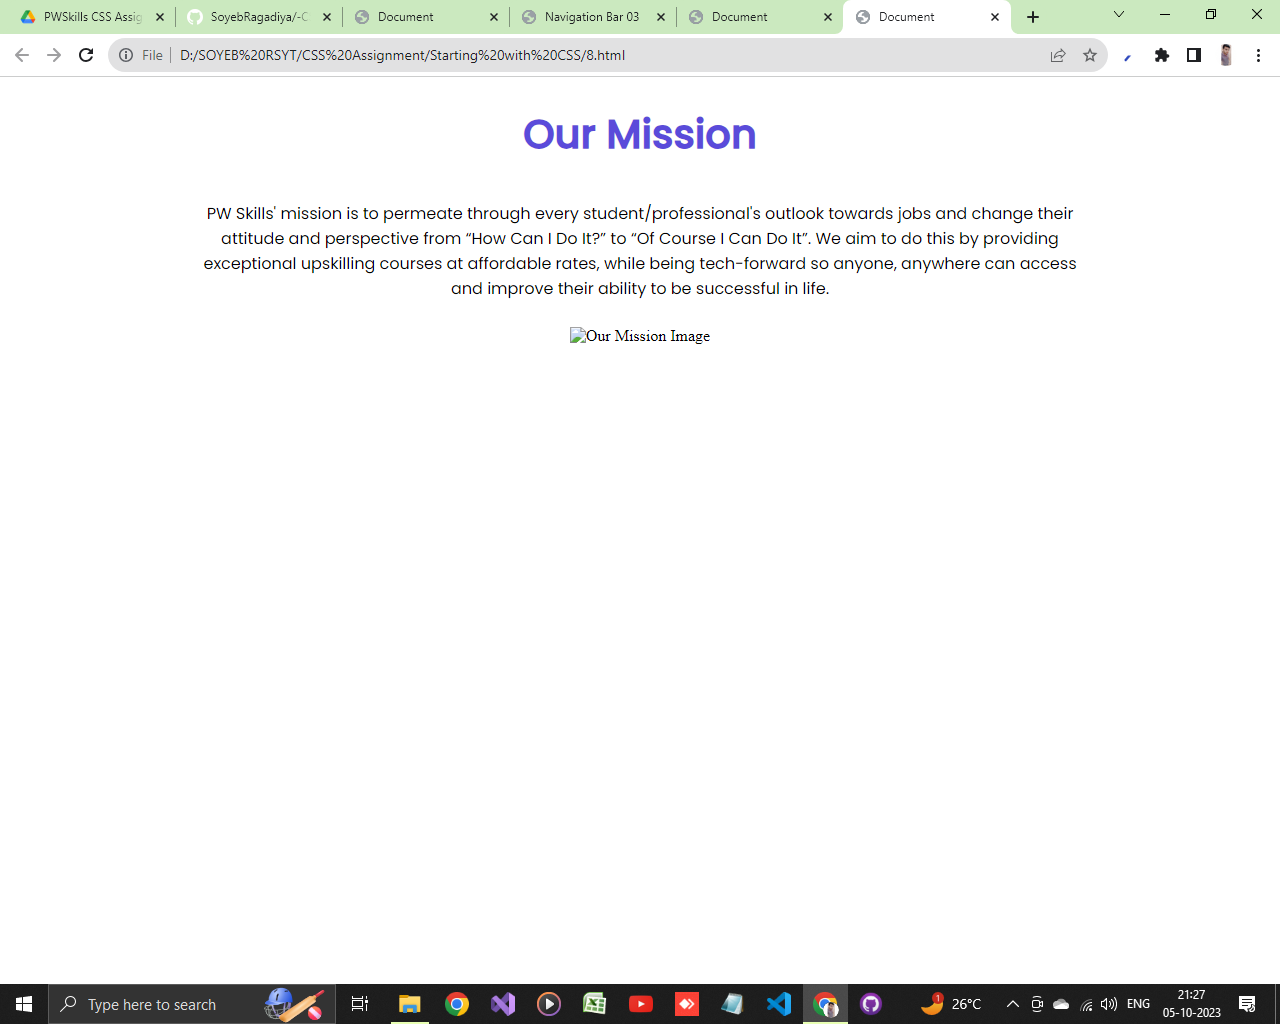 PWSkills CSS Assig
SoyebRagadiya/-C
Document
Navigation Bar 03
Document
Document
File
D:/SOYEB%20RSYT/CSS%20Assignment/Starting%20with%20CSS/8.html
Our Mission
PW Skills' mission is to permeate through every student/professional's outlook towards jobs and change their
attitude and perspective from “How Can I Do It?” to “Of Course I Can Do It”. We aim to do this by providing
exceptional upskilling courses at affordable rates, while being tech-forward so anyone, anywhere can access
and improve their ability to be successful in life.
Our Mission Image
Type here to search
1
26°C
ENG
21:27
05-10-2023